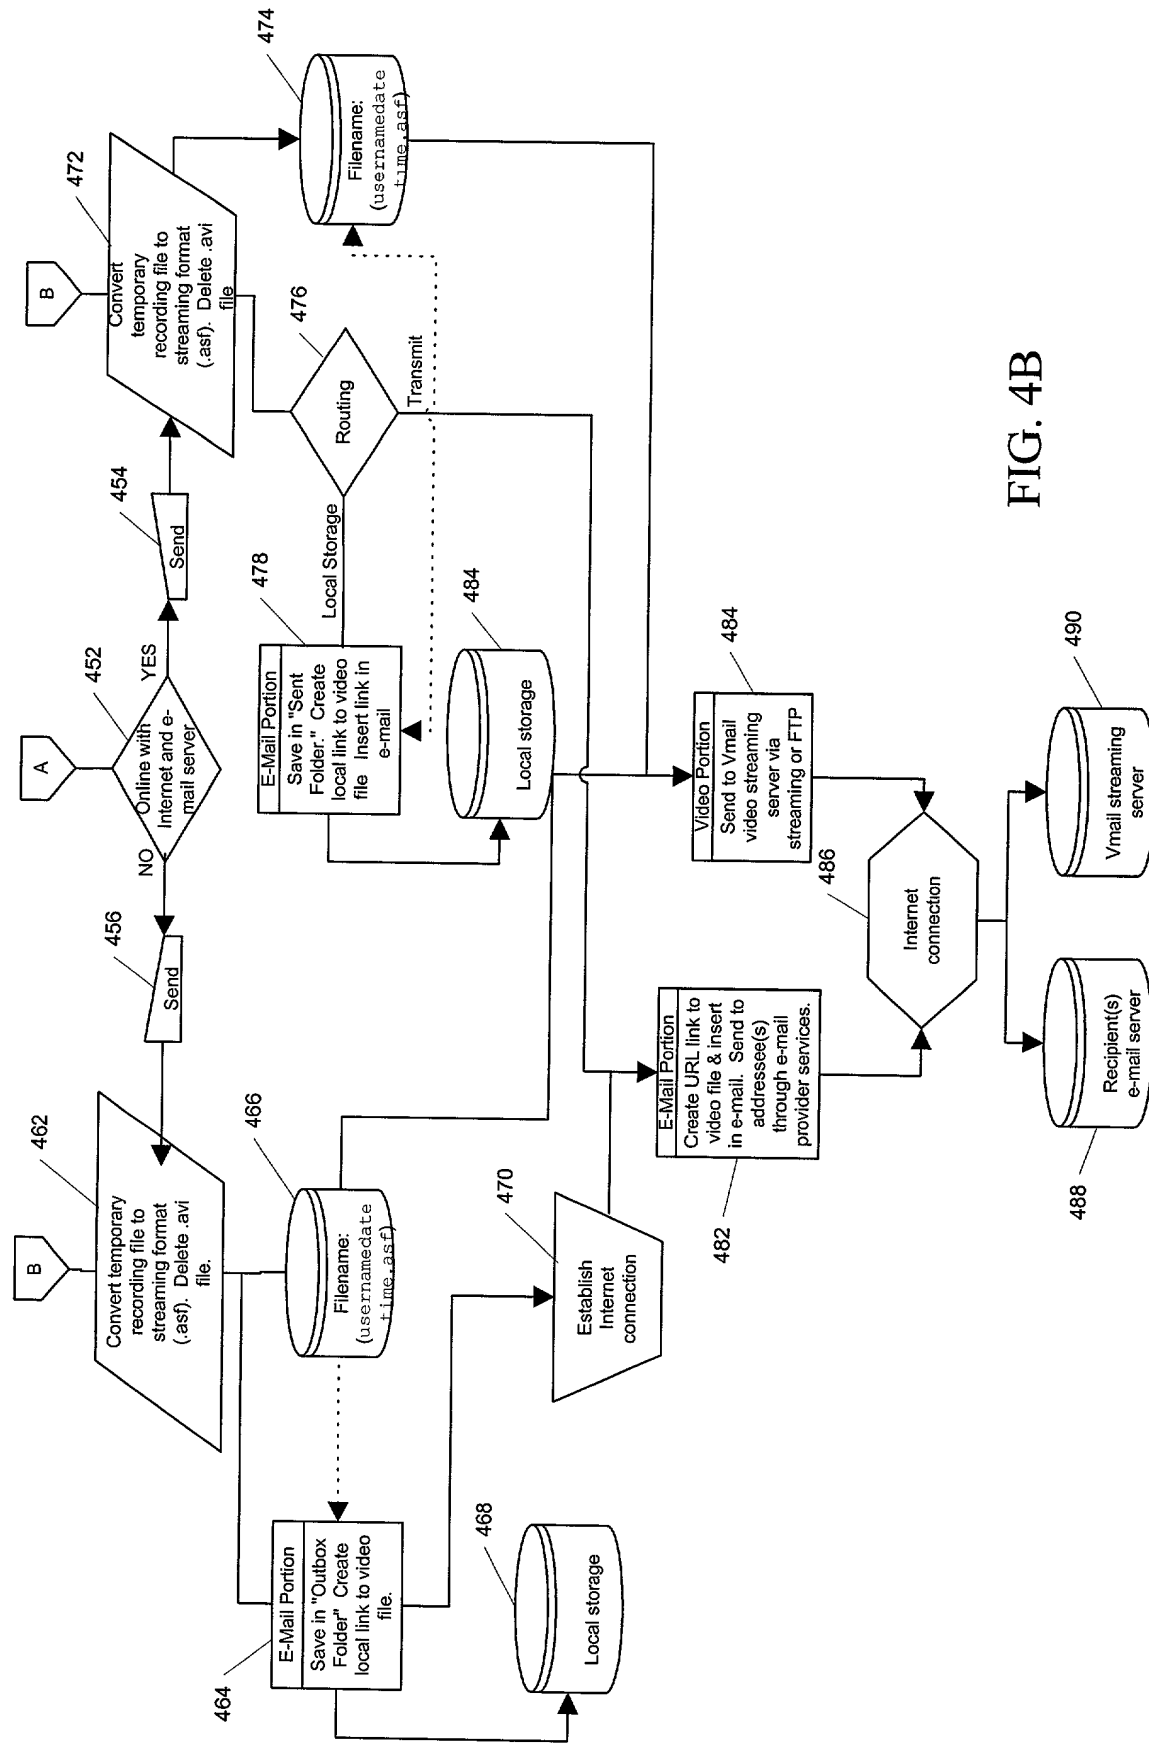 A
452
Online with
Internet and e-
mail server
NO
YES
456
Send
454
Send
B
462
Convert temporary
recording file to
streaming format
(.asf). Delete .avi
file.
B
472
Convert
temporary
recording file to
streaming format
(.asf). Delete .avi
file
466
Filename:
(usernamedate
time.asf)
474
Filename:
(usernamedate
time.asf)
464
E-Mail Portion
Save in "Outbox
Folder" Create
local link to video
file.
476
Routing
Local Storage
Transmit
478
E-Mail Portion
Save in "Sent
Folder." Create
local link to video
file Insert link in
e-mail
468
Local storage
484
Local storage
470
Establish
Internet
connection
482
E-Mail Portion
Create URL link to
video file & insert
in e-mail. Send to
addressee(s)
through e-mail
provider services.
484
Video Portion
Send to Vmail
video streaming
server via
streaming or FTP
486
Internet
connection
488
Recipient(s)
e-mail server
490
Vmail streaming
server
FIG. 4B